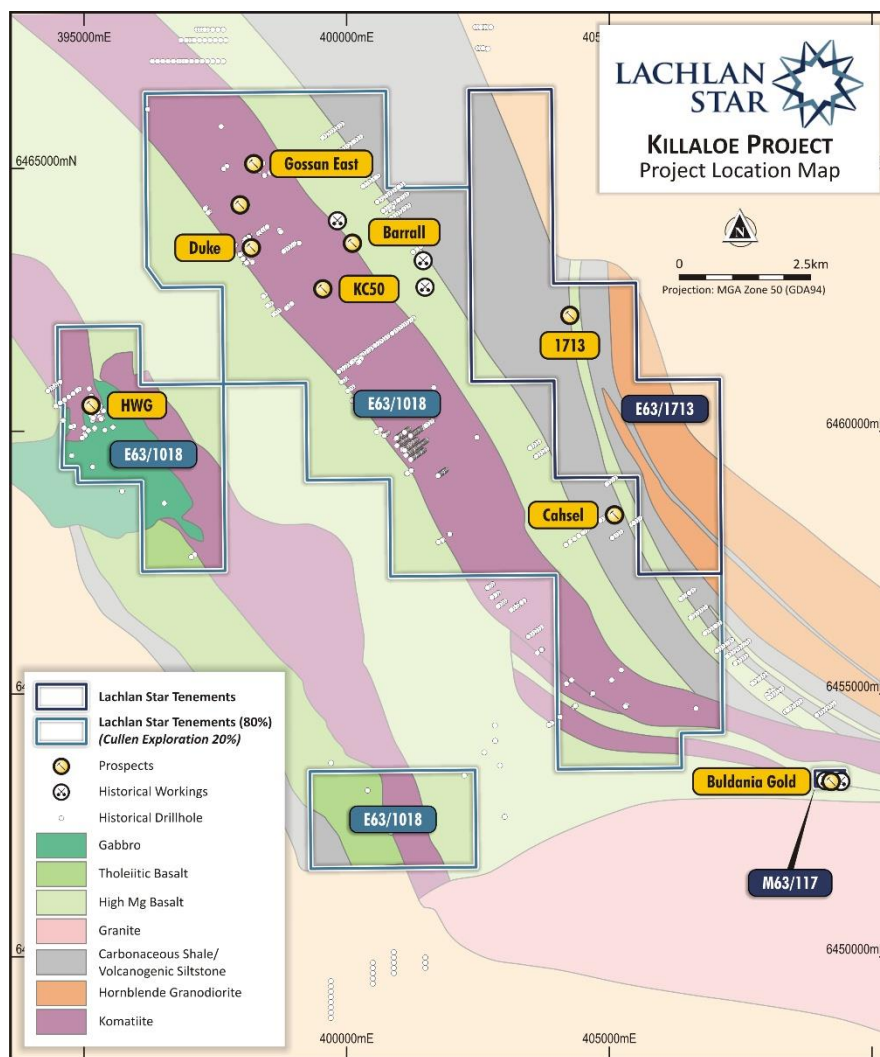 395000mE
400000mE
LACHLAN
STAR
KILLALOE PROJECT
Project Location Map
6465000mN
Gossan East
Barrall
Duke
KC50
N
0
2.5km
Projection: MGA Zone 50 (GDA94)
1713
HWG
E63/1018
E63/1713
6460000m
E63/1018
Cahsel
Lachlan Star Tenements
Lachlan Star Tenements (80%)
(Cullen Exploration 20%)
Prospects
Historical Workings
Historical Drillhole
Gabbro
Tholeiitic Basalt
High Mg Basalt
Granite
Carbonaceous Shale/
Volcanogenic Siltstone
Hornblende Granodiorite
Komatiite
6455000m
Buldania Gold
E63/1018
M63/117
6450000m
400000mE
405000mE